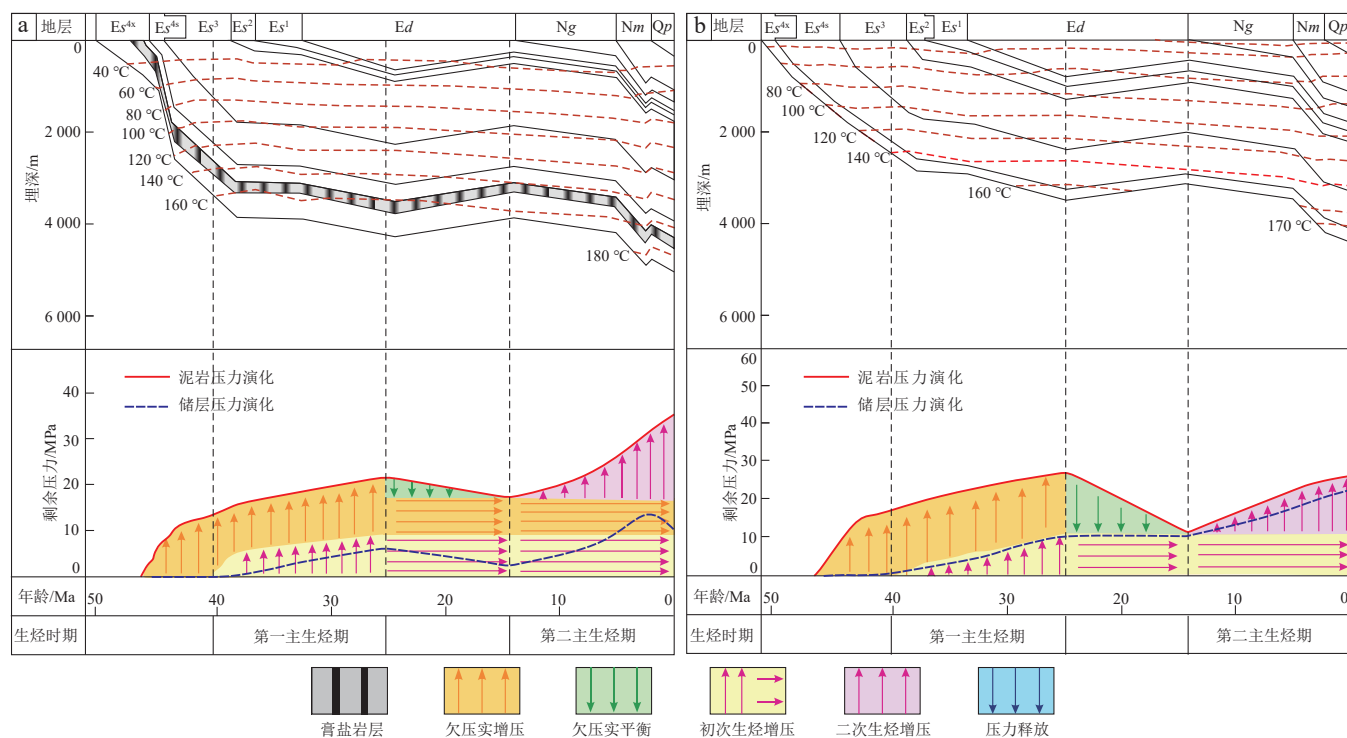 a 地层 Es⁴ˣ Es⁴ˢ Es³ Es² Es¹ Ed Ng Nm Qp
0
40 ℃
60 ℃
80 ℃
100 ℃
2 000
120 ℃
140 ℃
160 ℃
4 000
180 ℃
6 000
埋深/m
40
30
20
10
0
剩余压力/MPa
泥岩压力演化
储层压力演化
年龄/Ma 50 40 30 20 10 0
生烃时期 第一主生烃期 第二主生烃期
b 地层 Es⁴ˣ Es⁴ˢ Es³ Es² Es¹ Ed Ng Nm Qp
0
80 ℃
100 ℃
2 000
120 ℃
140 ℃
160 ℃
4 000
170 ℃
6 000
埋深/m
60
50
40
30
20
10
0
剩余压力/MPa
泥岩压力演化
储层压力演化
年龄/Ma 50 40 30 20 10 0
生烃时期 第一主生烃期 第二主生烃期
膏盐岩层 欠压实增压 欠压实平衡 初次生烃增压 二次生烃增压 压力释放